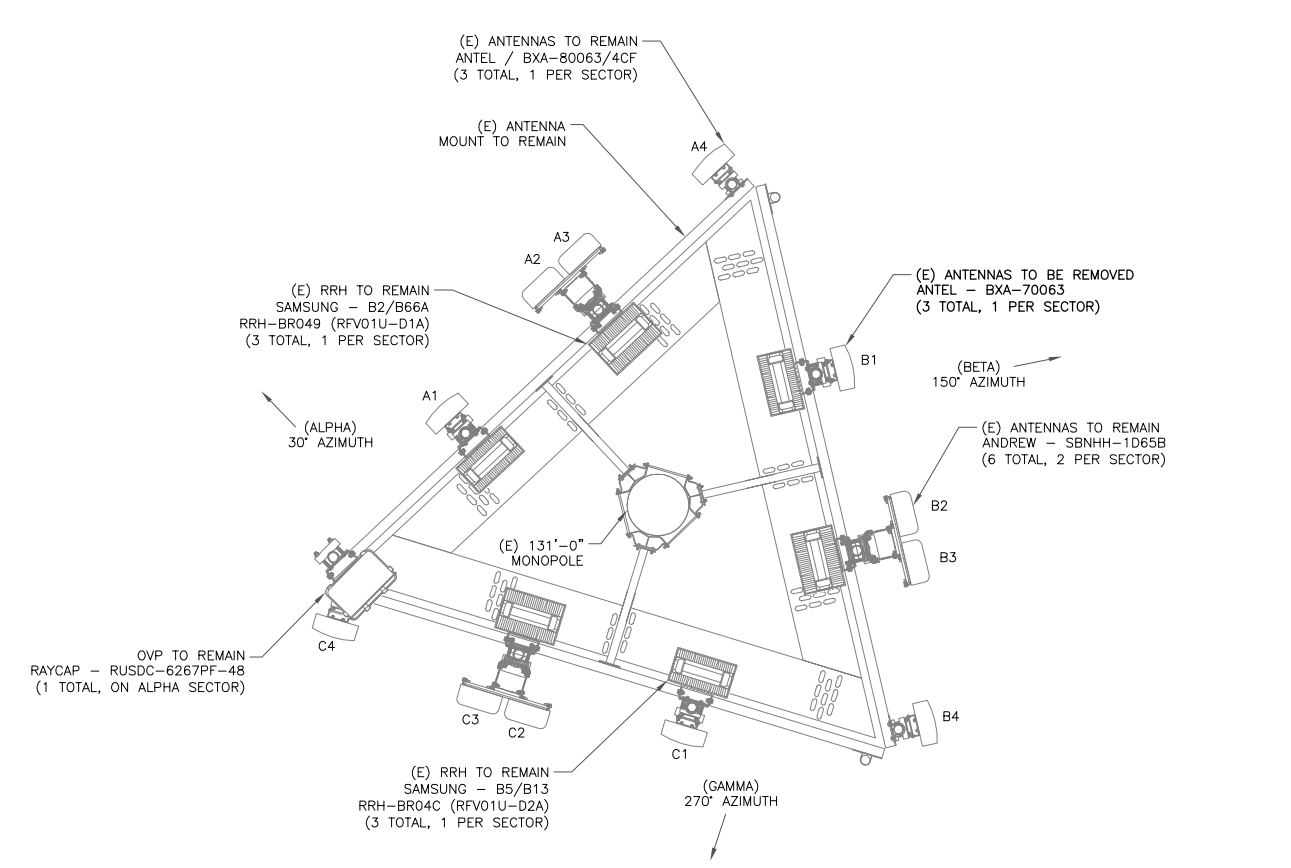 (E) ANTENNAS TO REMAIN
ANTEL / BXA-80063/4CF
(3 TOTAL, 1 PER SECTOR)
(E) ANTENNA
MOUNT TO REMAIN
A4
A3
A2
(E) RRH TO REMAIN
SAMSUNG - B2/B66A
RRH-BR049 (RFV01U-D1A)
(3 TOTAL, 1 PER SECTOR)
(E) ANTENNAS TO BE REMOVED
ANTEL - BXA-70063
(3 TOTAL, 1 PER SECTOR)
B1
(BETA)
150° AZIMUTH
A1
(ALPHA)
30° AZIMUTH
(E) ANTENNAS TO REMAIN
ANDREW - SBNHH-1D65B
(6 TOTAL, 2 PER SECTOR)
B2
B3
(E) 131'-0"
MONOPOLE
C4
OVP TO REMAIN
RAYCAP - RUSDC-6267PF-48
(1 TOTAL, ON ALPHA SECTOR)
C3
C2
C1
B4
(E) RRH TO REMAIN
SAMSUNG - B5/B13
RRH-BR04C (RFV01U-D2A)
(3 TOTAL, 1 PER SECTOR)
(GAMMA)
270° AZIMUTH